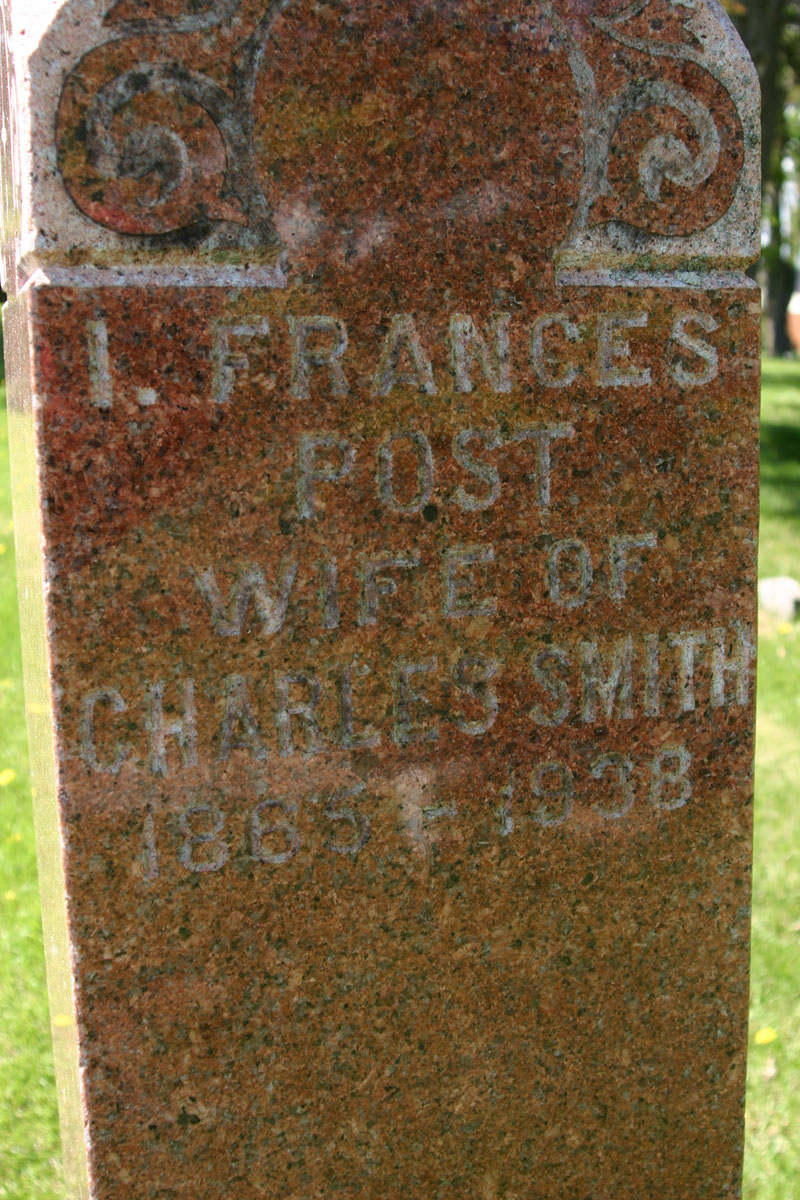 I. FRANCES
POST
WIFE OF
CHARLES SMITH
1865 - 1938